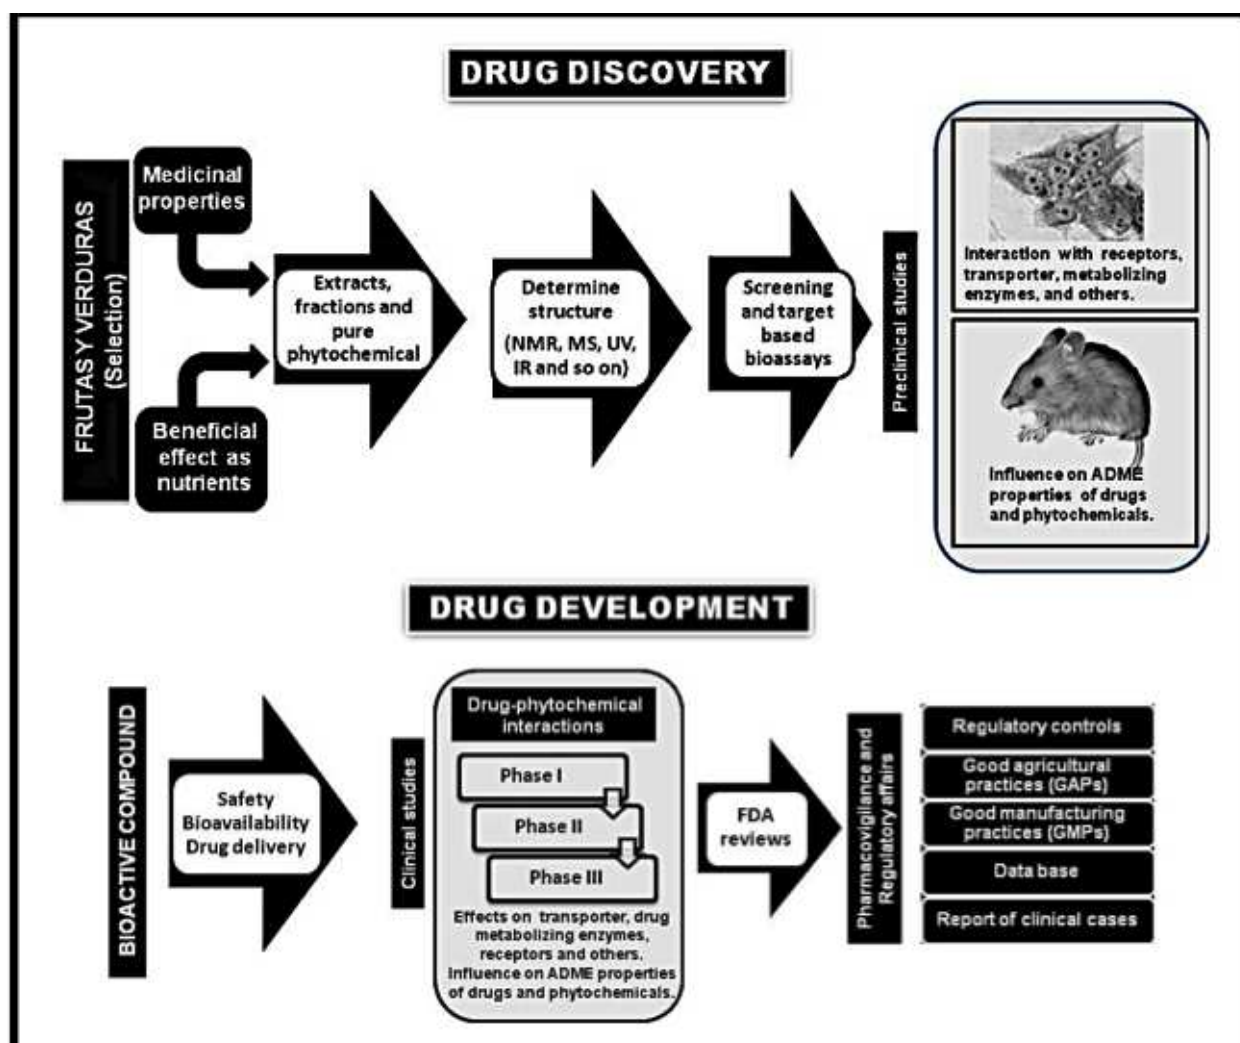 DRUG DISCOVERY
FRUTAS Y VERDURAS
(Selection)
Medicinal
properties
Beneficial
effect as
nutrients
Extracts,
fractions and
pure
phytochemical
Determine
structure
(NMR, MS, UV,
IR and so on)
Screening
and target
based
bioassays
Preclinical studies
Interaction with receptors,
transporter, metabolizing
enzymes, and others.
Influence on ADME
properties of drugs
and phytochemicals.
DRUG DEVELOPMENT
BIOACTIVE COMPOUND
Safety
Bioavailability
Drug delivery
Clinical studies
Drug-phytochemical
interactions
Phase I
Phase II
Phase III
Effects on transporter, drug
metabolizing enzymes,
receptors and others.
Influence on ADME properties
of drugs and phytochemicals.
FDA
reviews
Pharmacovigilance and
Regulatory affairs
Regulatory controls
Good agricultural
practices (GAPs)
Good manufacturing
practices (GMPs)
Data base
Report of clinical cases